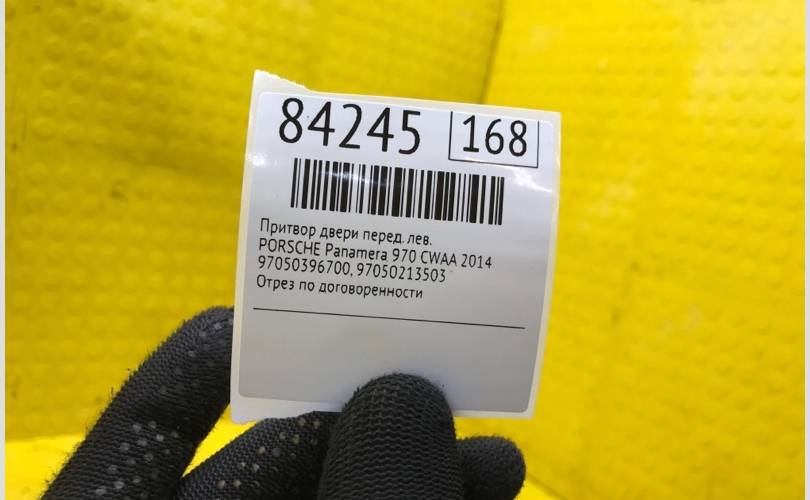 84245 168
Притвор двери перед. лев.
PORSCHE Panamera 970 CWAA 2014
97050396700, 97050213503
Отрез по договоренности